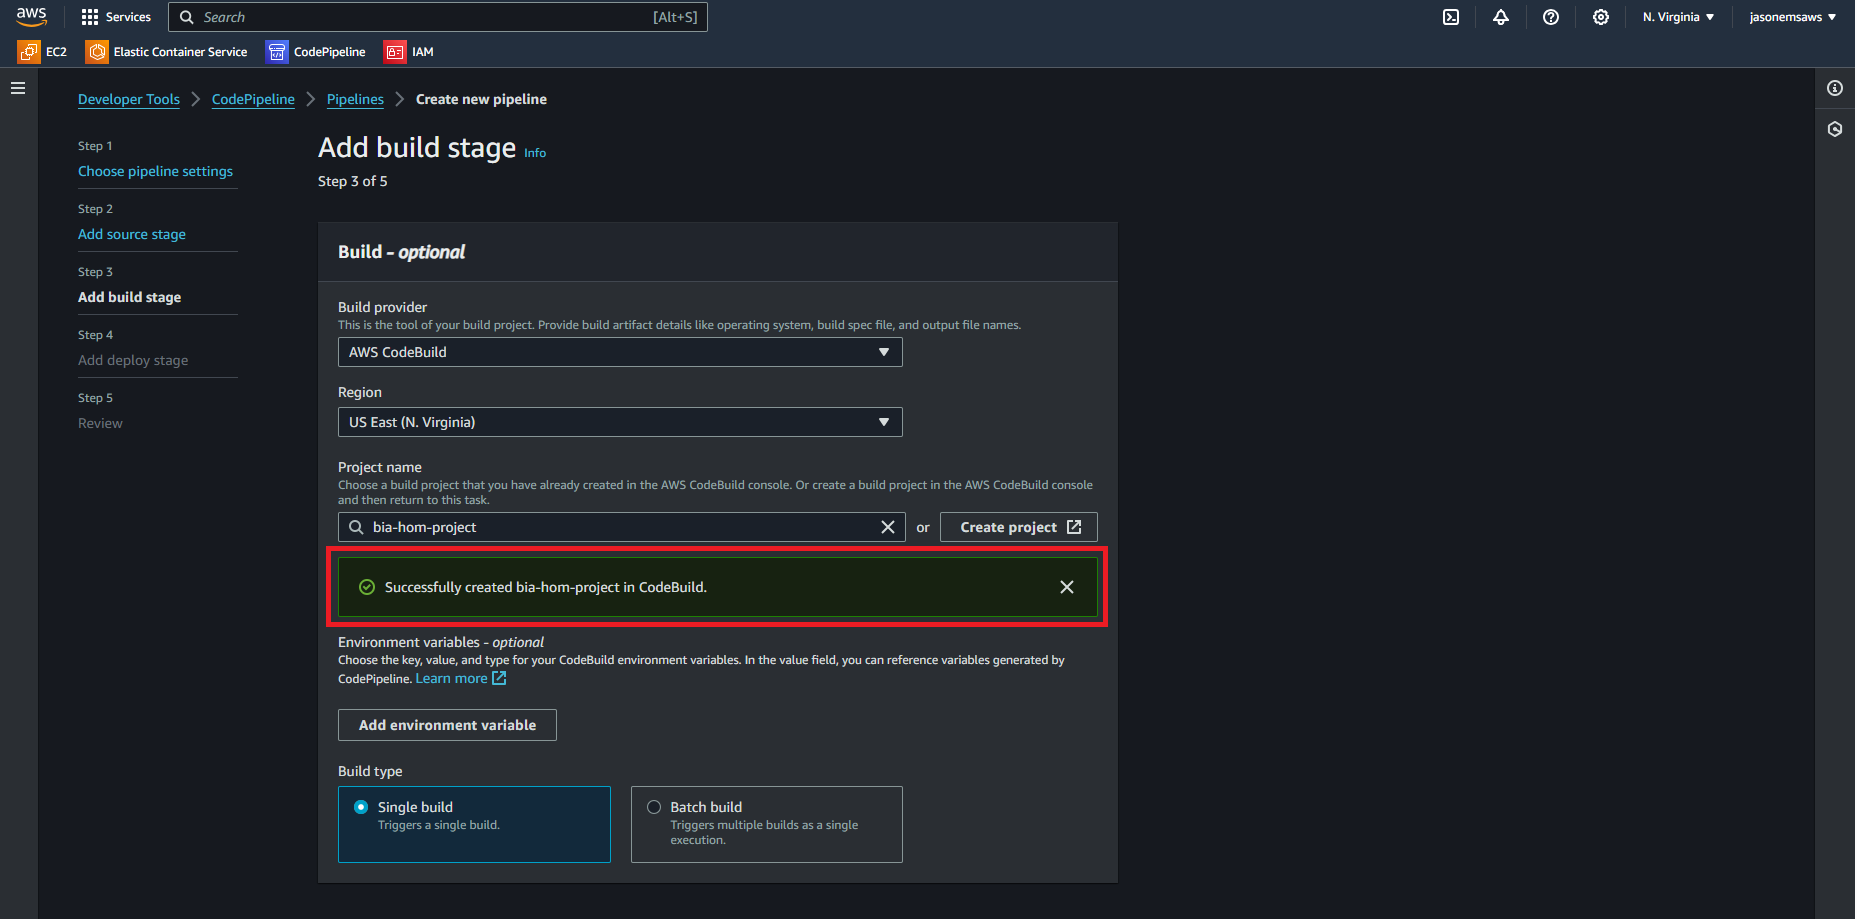 aws
Services
Search
[Alt+S]
N. Virginia
jasonemsaws
EC2
Elastic Container Service
CodePipeline
IAM
Developer Tools
CodePipeline
Pipelines
Create new pipeline
Step 1
Choose pipeline settings
Step 2
Add source stage
Step 3
Add build stage
Step 4
Add deploy stage
Step 5
Review
Add build stage Info
Step 3 of 5
Build - optional
Build provider
This is the tool of your build project. Provide build artifact details like operating system, build spec file, and output file names.
AWS CodeBuild
Region
US East (N. Virginia)
Project name
Choose a build project that you have already created in the AWS CodeBuild console. Or create a build project in the AWS CodeBuild console
and then return to this task.
bia-hom-project
or
Create project
Successfully created bia-hom-project in CodeBuild.
Environment variables - optional
Choose the key, value, and type for your CodeBuild environment variables. In the value field, you can reference variables generated by
CodePipeline. Learn more
Add environment variable
Build type
Single build
Triggers a single build.
Batch build
Triggers multiple builds as a single
execution.